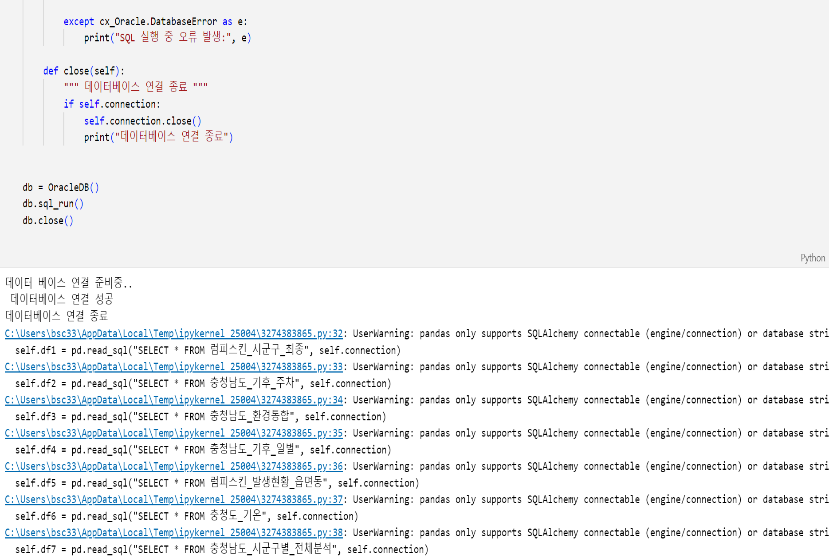 except cx_Oracle.DatabaseError as e:
print("SQL 실행 중 오류 발생:", e)
def close(self):
""" 데이터베이스 연결 종료 """
if self.connection:
self.connection.close()
print("데이터베이스 연결 종료")
db = OracleDB()
db.sql_run()
db.close()
Python
데이터 베이스 연결 준비중..
데이터베이스 연결 성공
데이터베이스 연결 종료
C:\Users\bsc33\AppData\Local\Temp\ipykernel_25004\3274383865.py:32: UserWarning: pandas only supports SQLAlchemy connectable (engine/connection) or database stri
self.df1 = pd.read_sql("SELECT * FROM 럼피스킨_시군구_최종", self.connection)
C:\Users\bsc33\AppData\Local\Temp\ipykernel_25004\3274383865.py:33: UserWarning: pandas only supports SQLAlchemy connectable (engine/connection) or database stri
self.df2 = pd.read_sql("SELECT * FROM 충청남도_기후_주차", self.connection)
C:\Users\bsc33\AppData\Local\Temp\ipykernel_25004\3274383865.py:34: UserWarning: pandas only supports SQLAlchemy connectable (engine/connection) or database stri
self.df3 = pd.read_sql("SELECT * FROM 충청남도_환경통합", self.connection)
C:\Users\bsc33\AppData\Local\Temp\ipykernel_25004\3274383865.py:35: UserWarning: pandas only supports SQLAlchemy connectable (engine/connection) or database stri
self.df4 = pd.read_sql("SELECT * FROM 충청남도_기후_일별", self.connection)
C:\Users\bsc33\AppData\Local\Temp\ipykernel_25004\3274383865.py:36: UserWarning: pandas only supports SQLAlchemy connectable (engine/connection) or database stri
self.df5 = pd.read_sql("SELECT * FROM 럼피스킨_발생현황_읍면동", self.connection)
C:\Users\bsc33\AppData\Local\Temp\ipykernel_25004\3274383865.py:37: UserWarning: pandas only supports SQLAlchemy connectable (engine/connection) or database stri
self.df6 = pd.read_sql("SELECT * FROM 충청도_기온", self.connection)
C:\Users\bsc33\AppData\Local\Temp\ipykernel_25004\3274383865.py:38: UserWarning: pandas only supports SQLAlchemy connectable (engine/connection) or database stri
self.df7 = pd.read_sql("SELECT * FROM 충청남도_시군구별_전체분석", self.connection)